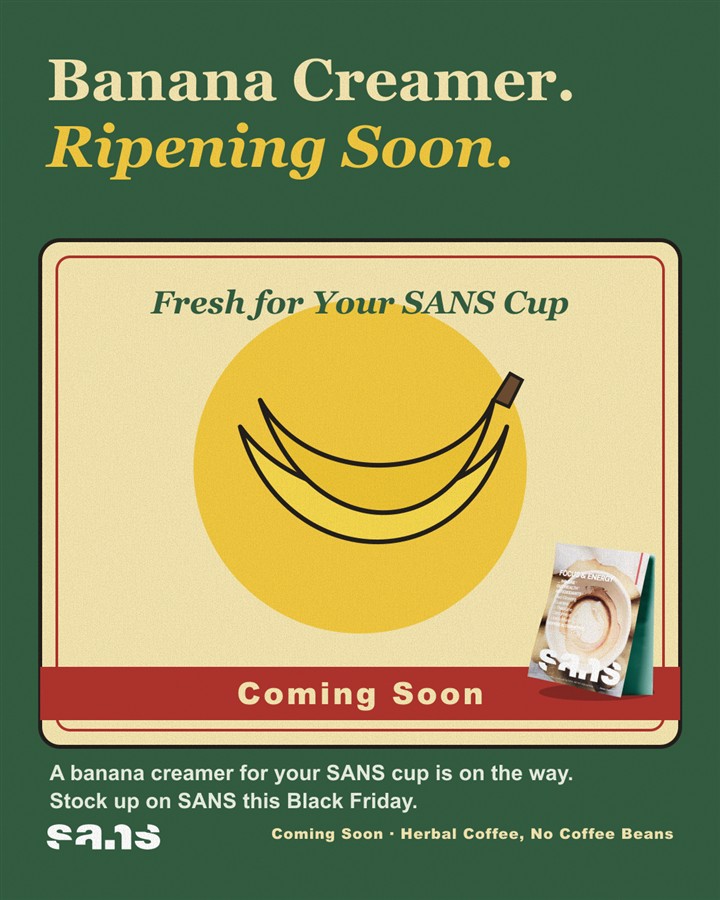 Banana Creamer.
Ripening Soon.
Fresh for Your SANS Cup
FOCUS & ENERGY
sans
Coming Soon
A banana creamer for your SANS cup is on the way.
Stock up on SANS this Black Friday.
sans
Coming Soon · Herbal Coffee, No Coffee Beans